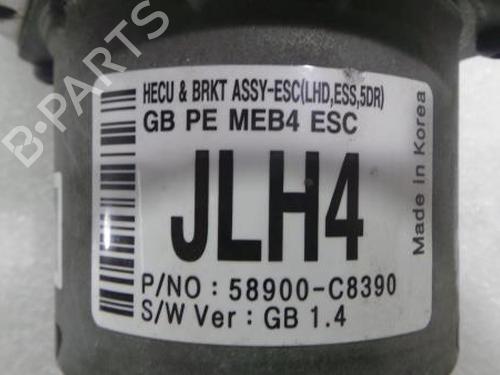 HECU & BRKT ASSY-ESC(LHD,ESS,5DR)
GB PE MEB4 ESC
JLH4
P/NO : 58900-C8390
S/W Ver : GB 1.4
Made in Korea
B-PARTS